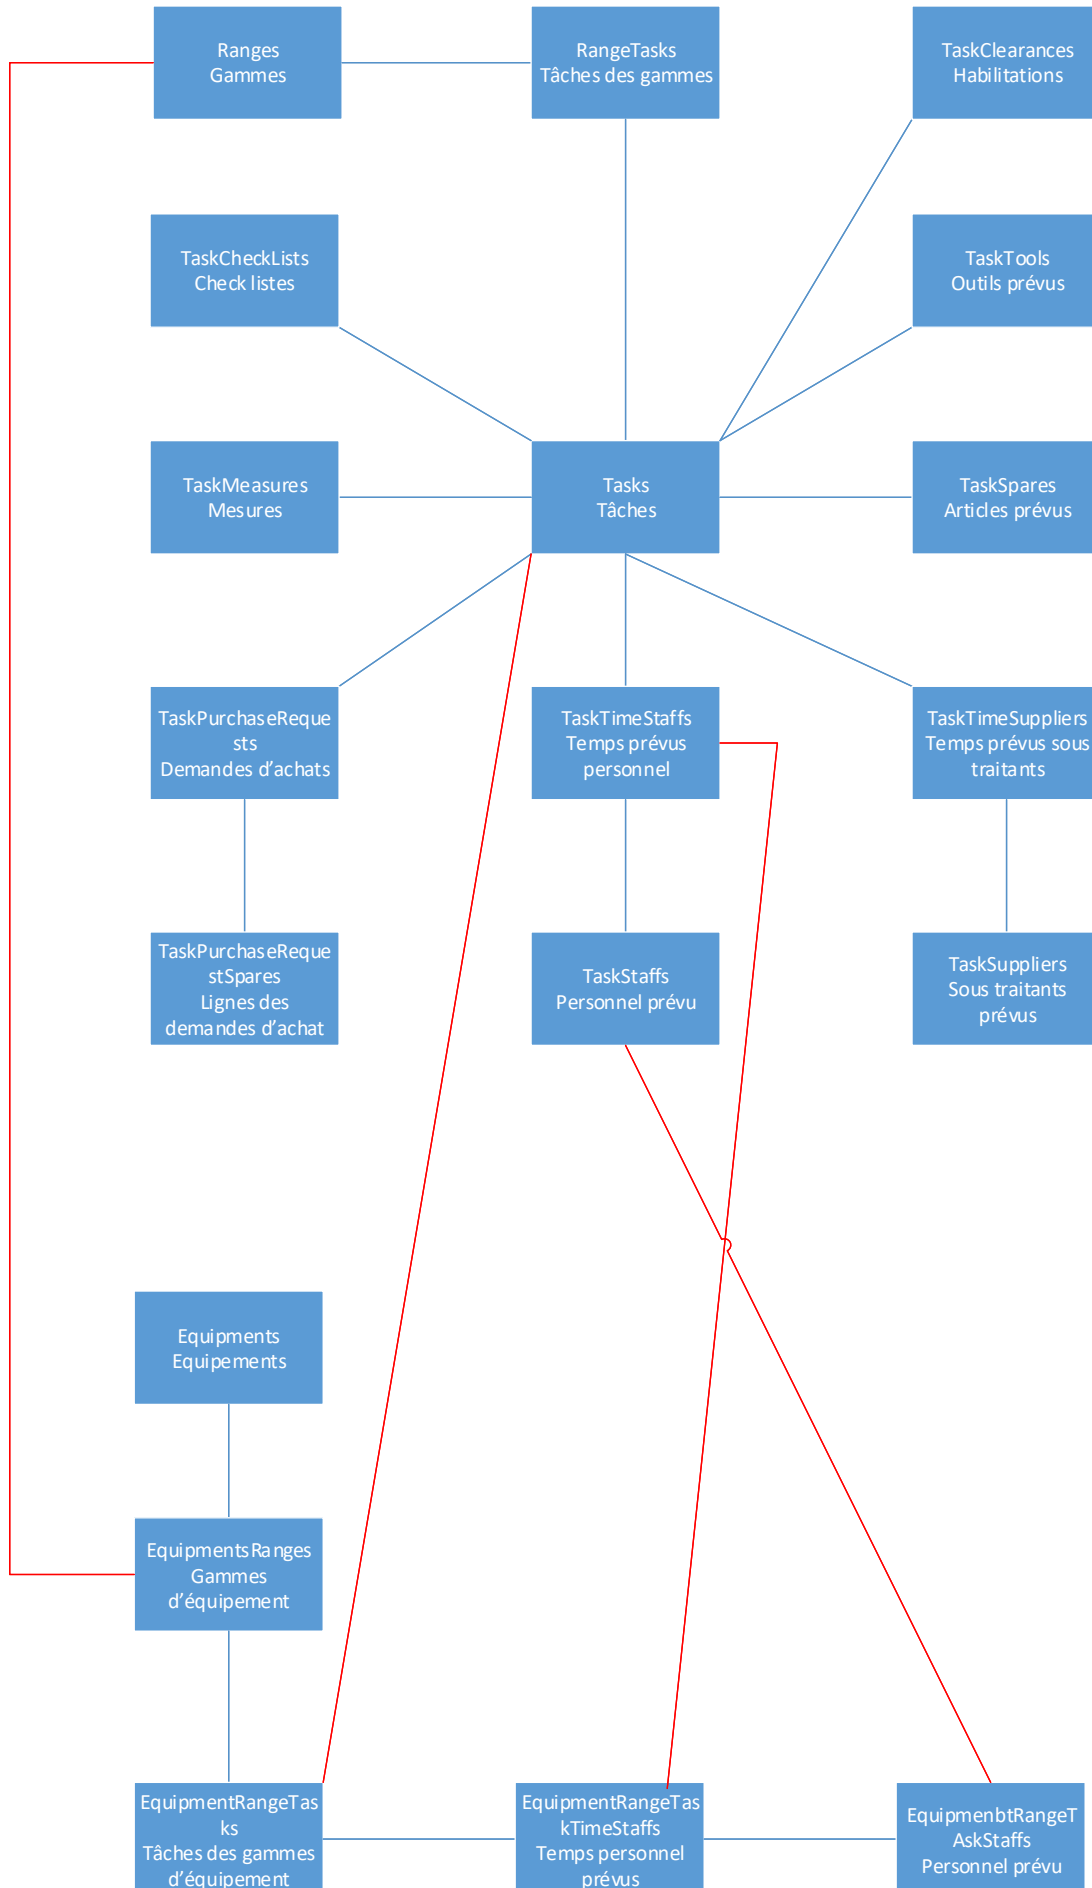 Ranges
Gammes
RangeTasks
Tâches des gammes
TaskClearances
Habilitations
TaskCheckLists
Check listes
TaskTools
Outils prévus
TaskMeasures
Mesures
Tasks
Tâches
TaskSpares
Articles prévus
TaskPurchaseReque
sts
Demandes d'achats
TaskTimeStaffs
Temps prévus
personnel
TaskTimeSuppliers
Temps prévus sous
traitants
TaskPurchaseReque
stSpares
Lignes des
demandes d'achat
TaskStaffs
Personnel prévu
TaskSuppliers
Sous traitants
prévus
Equipments
Equipements
EquipmentsRanges
Gammes
d'équipement
EquipmentRangeTas
ks
Tâches des gammes
d'équipement
EquipmentRangeTas
kTimeStaffs
Temps personnel
prévus
EquipmenbtRangeT
AskStaffs
Personnel prévu